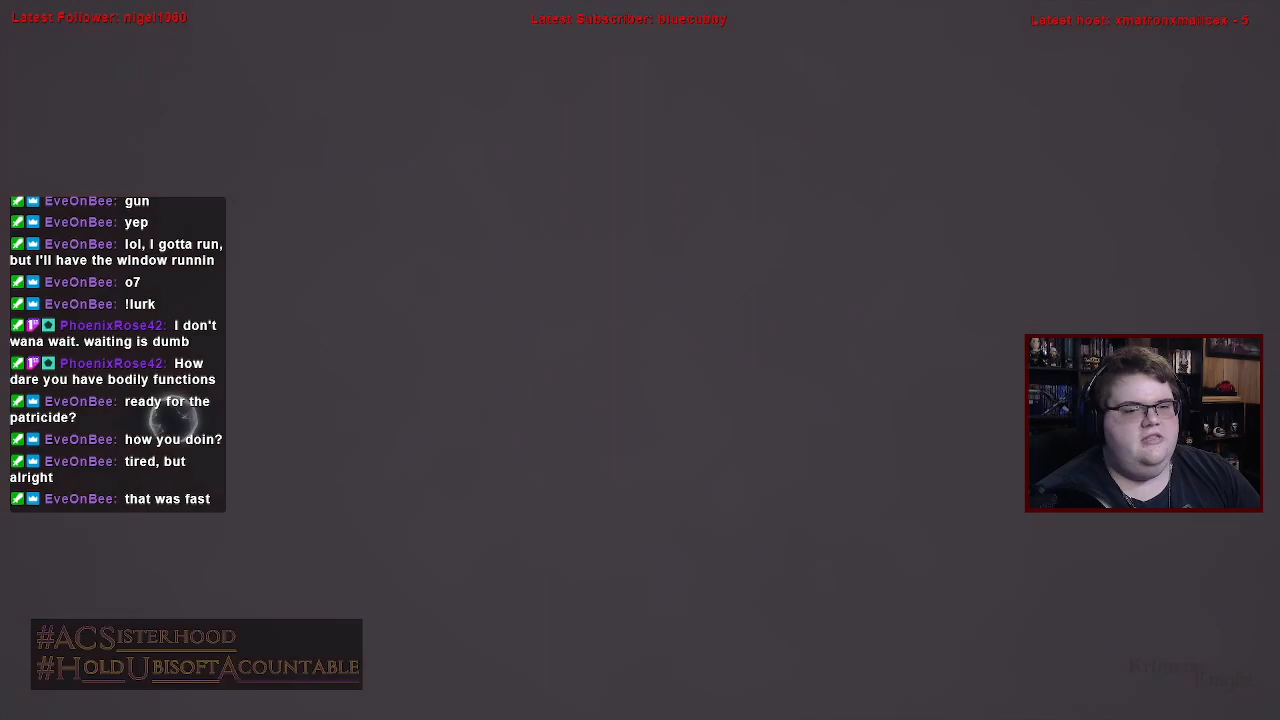 Latest Follower: nigel1960
Latest Subscriber: bluecubby
Latest host: xmatronxmalicex - 5
EveOnBee: gun
EveOnBee: yep
EveOnBee: lol, I gotta run,
but I'll have the window runnin
EveOnBee: o7
EveOnBee: !lurk
PhoenixRose42: I don't
wana wait. waiting is dumb
PhoenixRose42: How
dare you have bodily functions
EveOnBee: ready for the
patricide?
EveOnBee: how you doin?
EveOnBee: tired, but
alright
EveOnBee: that was fast
#ACSisterhood
#HoldUbisoftAcountable